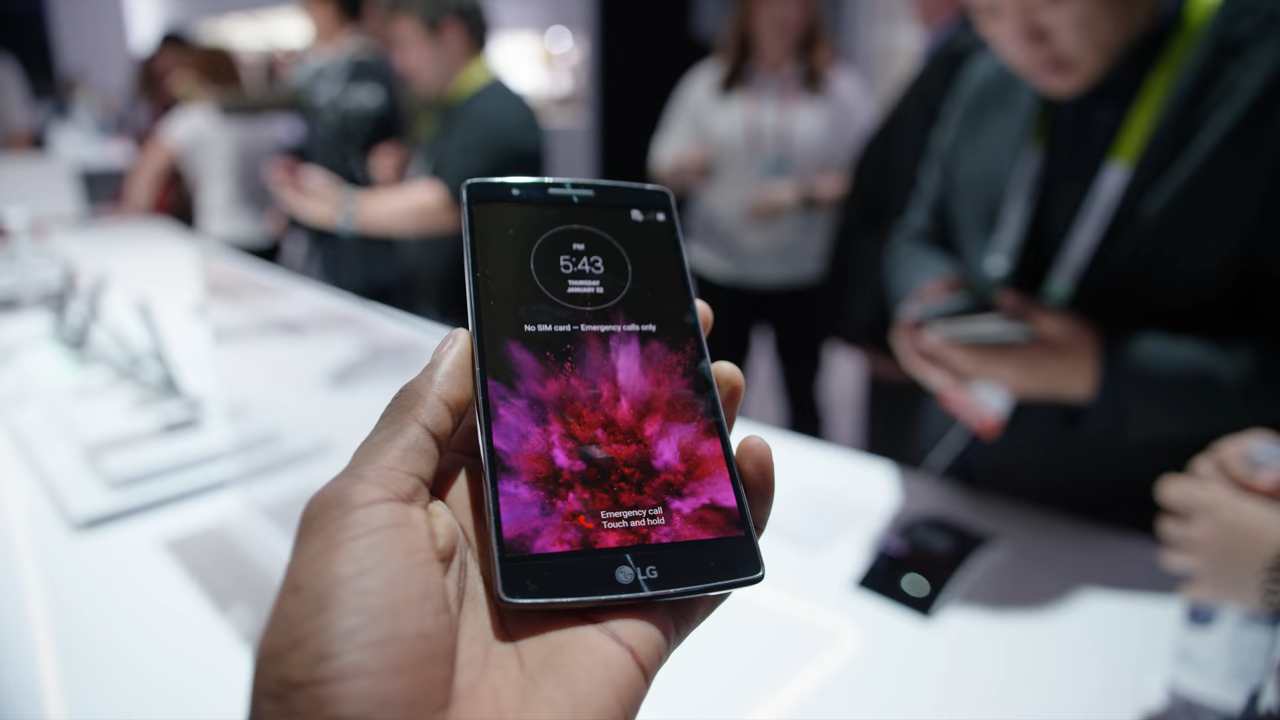 PM
5:43
THURSDAY
JANUARY 22
No SIM card — Emergency calls only
Emergency call
Touch and hold
LG